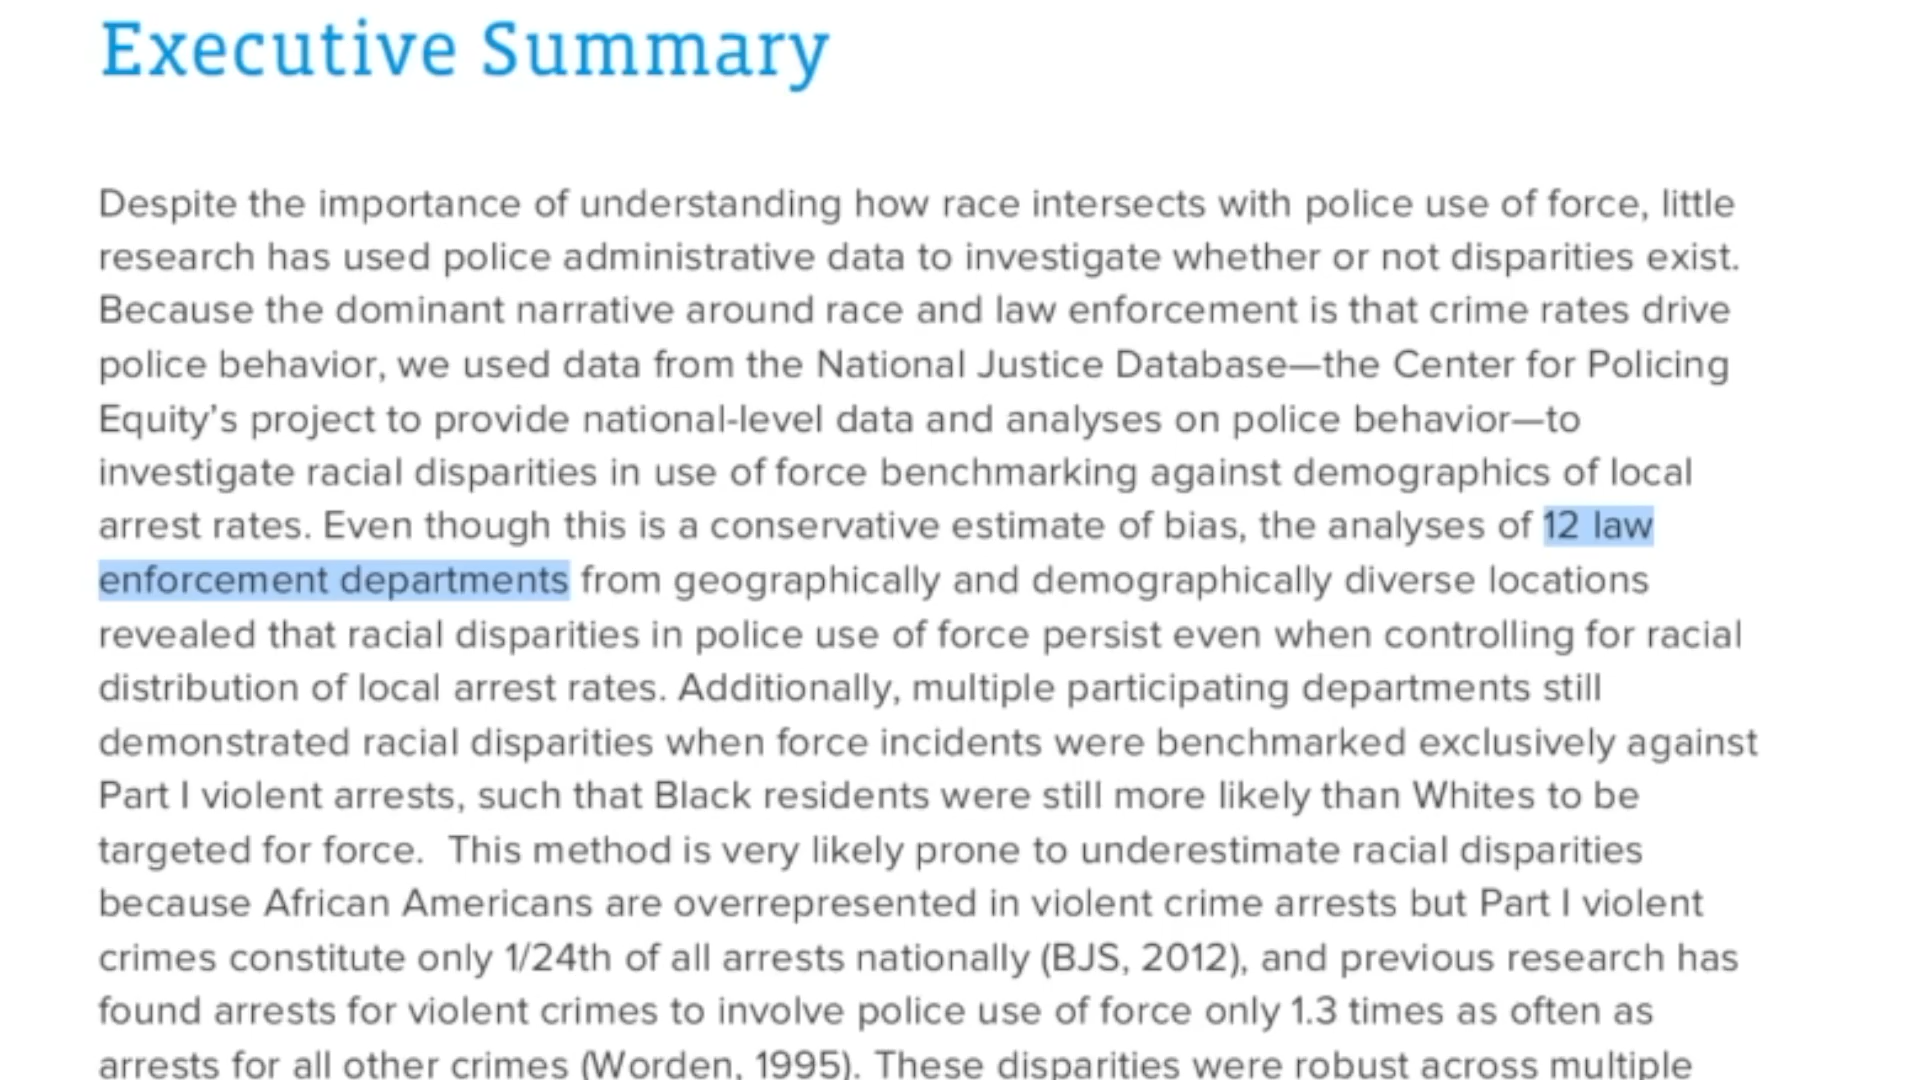 Executive Summary
Despite the importance of understanding how race intersects with police use of force, little
research has used police administrative data to investigate whether or not disparities exist.
Because the dominant narrative around race and law enforcement is that crime rates drive
police behavior, we used data from the National Justice Database—the Center for Policing
Equity’s project to provide national-level data and analyses on police behavior—to
investigate racial disparities in use of force benchmarking against demographics of local
arrest rates. Even though this is a conservative estimate of bias, the analyses of 12 law
enforcement departments from geographically and demographically diverse locations
revealed that racial disparities in police use of force persist even when controlling for racial
distribution of local arrest rates. Additionally, multiple participating departments still
demonstrated racial disparities when force incidents were benchmarked exclusively against
Part I violent arrests, such that Black residents were still more likely than Whites to be
targeted for force.  This method is very likely prone to underestimate racial disparities
because African Americans are overrepresented in violent crime arrests but Part I violent
crimes constitute only 1/24th of all arrests nationally (BJS, 2012), and previous research has
found arrests for violent crimes to involve police use of force only 1.3 times as often as
arrests for all other crimes (Worden, 1995). These disparities were robust across multiple